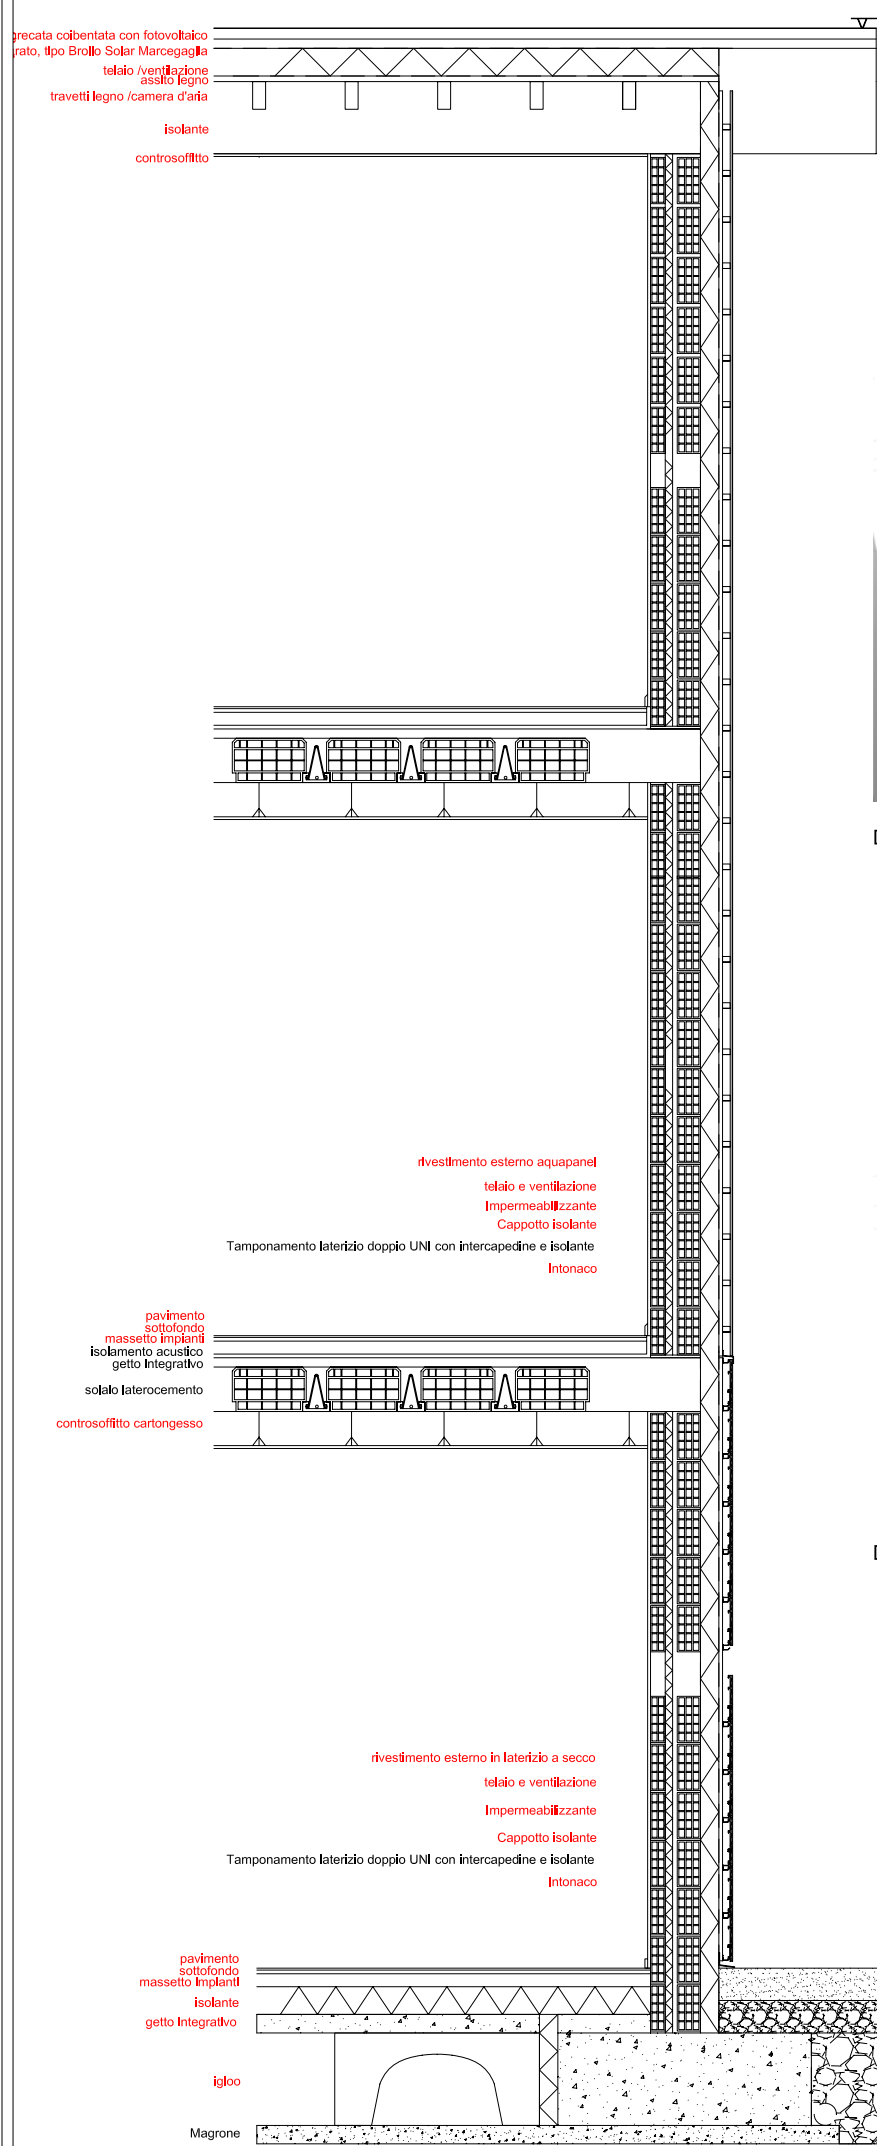 grecata coibentata con fotovoltaico
rato, tipo Brollo Solar Marcegaglia
telaio /ventilazione
assito legno
travetti legno /camera d'aria
isolante
controsoffitto
rivestimento esterno aquapanel
telaio e ventilazione
Impermeabilizzante
Cappotto isolante
Tamponamento laterizio doppio UNI con intercapedine e isolante
Intonaco
pavimento
sottofondo
massetto impianti
isolamento acustico
getto Integrativo
solaio laterocemento
controsoffitto cartongesso
rivestimento esterno in laterizio a secco
telaio e ventilazione
Impermeabilizzante
Cappotto isolante
Tamponamento laterizio doppio UNI con intercapedine e isolante
Intonaco
pavimento
sottofondo
massetto Impianti
isolante
getto Integrativo
igloo
Magrone